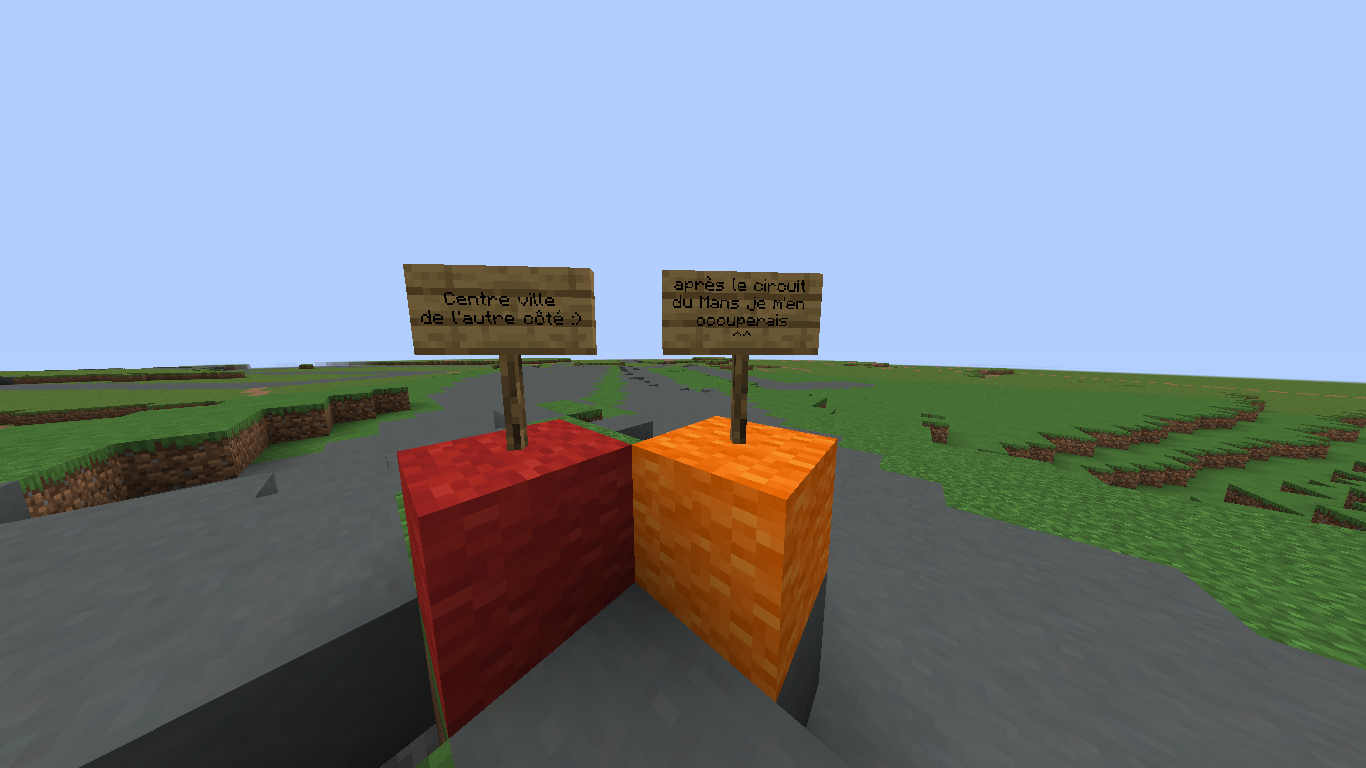 Centre ville
de l'autre côté :)
après le circuit
du Mans je m'en
occuperais
^^